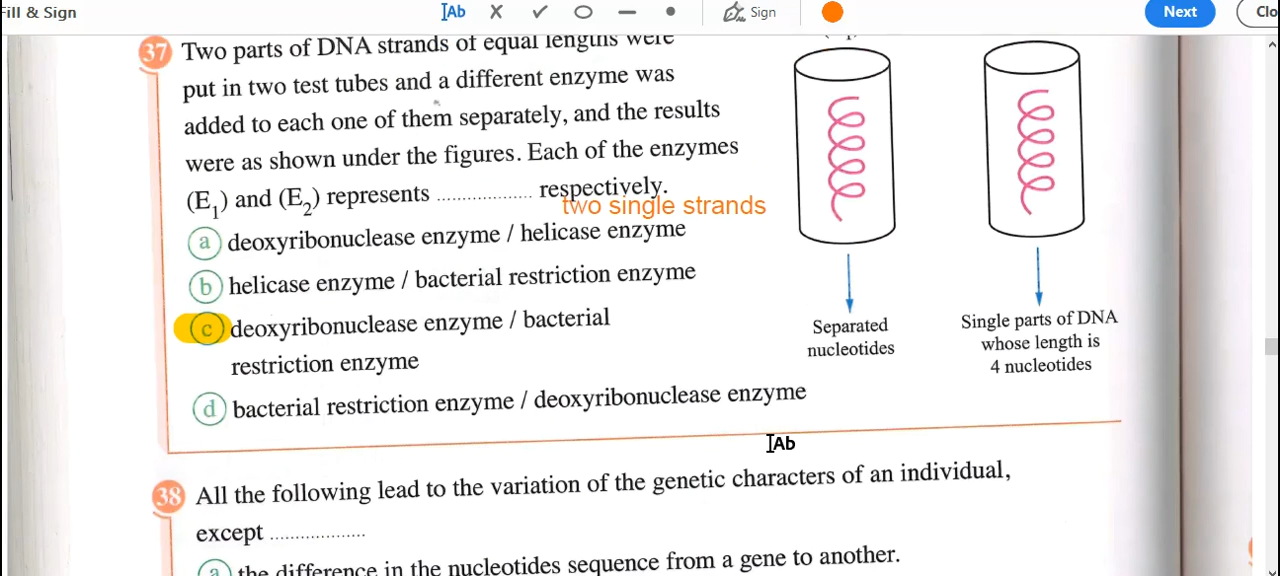 Fill & Sign
Ab
Sign
Next
Clo
37 Two parts of DNA strands of equal lengths were
put in two test tubes and a different enzyme was
added to each one of them separately, and the results
were as shown under the figures. Each of the enzymes
(E1) and (E2) represents .................. respectively.
two single strands
a deoxyribonuclease enzyme / helicase enzyme
b helicase enzyme / bacterial restriction enzyme
c deoxyribonuclease enzyme / bacterial
restriction enzyme
d bacterial restriction enzyme / deoxyribonuclease enzyme
Separated
nucleotides
Single parts of DNA
whose length is
4 nucleotides
Ab
38 All the following lead to the variation of the genetic characters of an individual,
except ..................
a the difference in the nucleotides sequence from a gene to another.